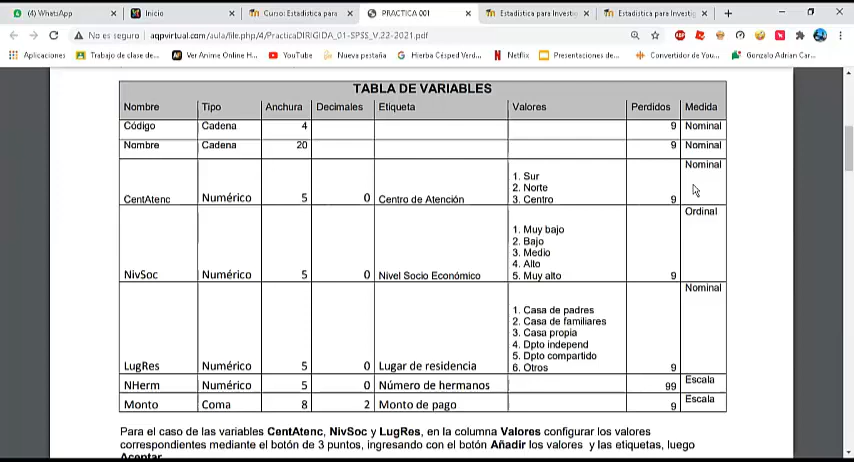 (4) WhatsApp
Inicio
Curso: Estadística para
PRACTICA 001
Estadística para Investig
Estadística para Investig
No es seguro | aqpvirtual.com/aula/file.php/4/PracticaDIRIGIDA_01-SPSS_V.22-2021.pdf
Aplicaciones
Trabajo de clase de...
Ver Anime Online H...
YouTube
Nueva pestaña
Hierba Césped Verd...
Netflix
Presentaciones de...
Convertidor de You...
Gonzalo Adrian Car...
TABLA DE VARIABLES
Nombre Tipo Anchura Decimales Etiqueta Valores Perdidos Medida
Código Cadena 4 9 Nominal
Nombre Cadena 20 9 Nominal
Nominal
1. Sur
2. Norte
CentAtenc Numérico 5 0 Centro de Atención 3. Centro 9
Ordinal
1. Muy bajo
2. Bajo
3. Medio
4. Alto
NivSoc Numérico 5 0 Nivel Socio Económico 5. Muy alto 9
Nominal
1. Casa de padres
2. Casa de familiares
3. Casa propia
4. Dpto independ
5. Dpto compartido
LugRes Numérico 5 0 Lugar de residencia 6. Otros 9
NHerm Numérico 5 0 Número de hermanos 99 Escala
Monto Coma 8 2 Monto de pago 9 Escala
Para el caso de las variables CentAtenc, NivSoc y LugRes, en la columna Valores configurar los valores
correspondientes mediante el botón de 3 puntos, ingresando con el botón Añadir los valores y las etiquetas, luego
Aceptar